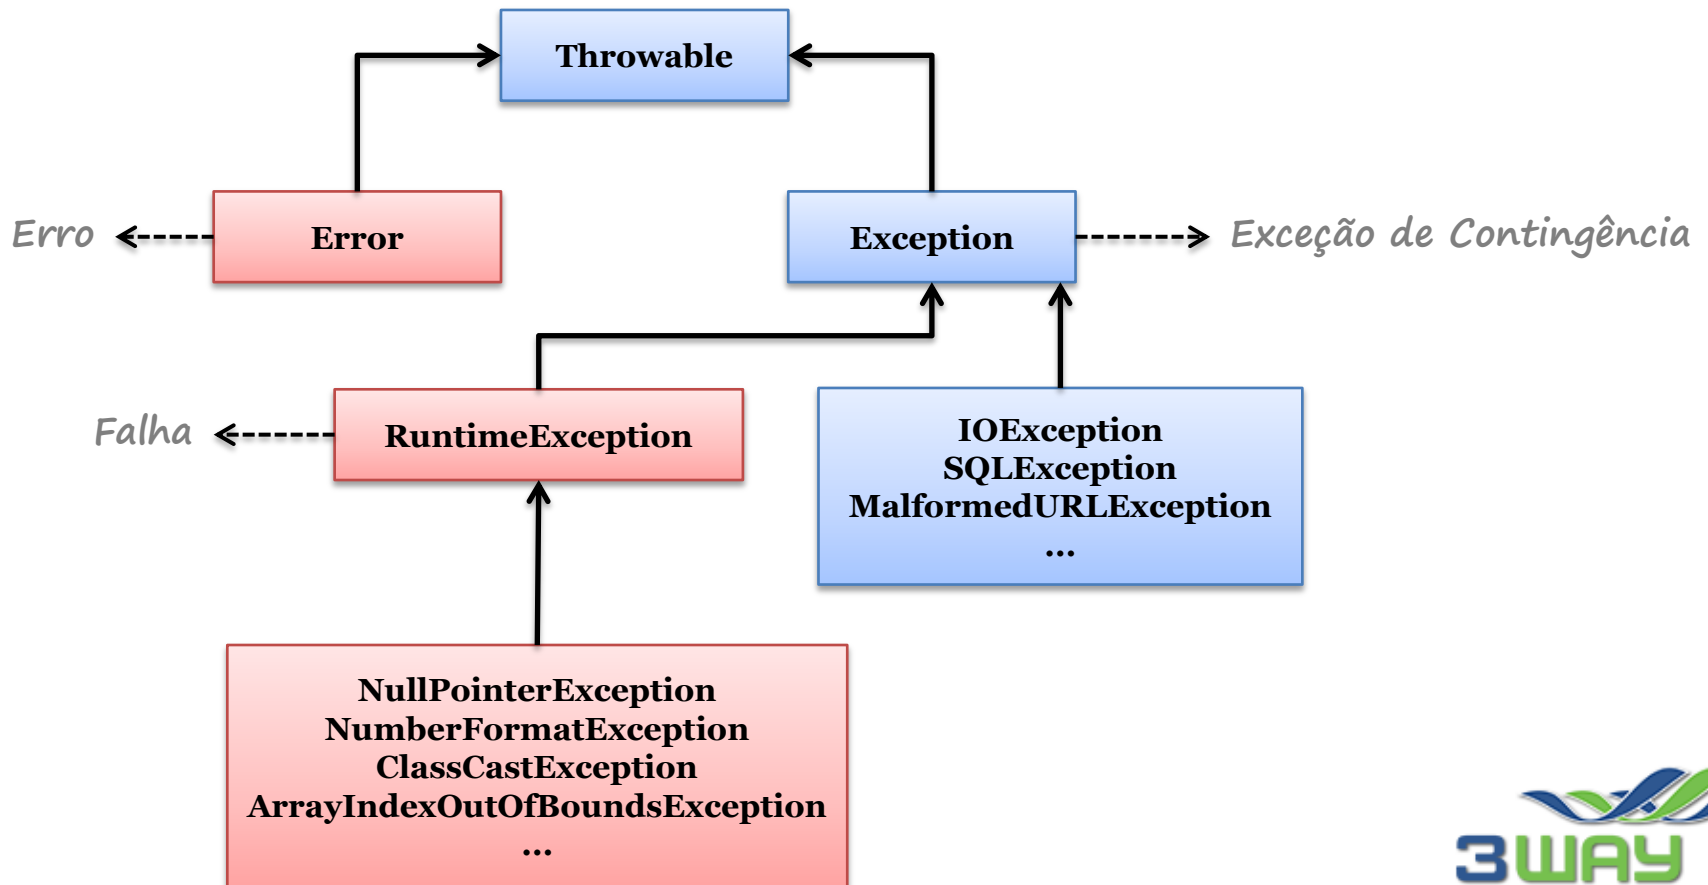 Throwable
Erro
Error
Exception
Exceção de Contingência
Falha
RuntimeException
IOException
SQLException
MalformedURLException
...
NullPointerException
NumberFormatException
ClassCastException
ArrayIndexOutOfBoundsException
...
3WAY